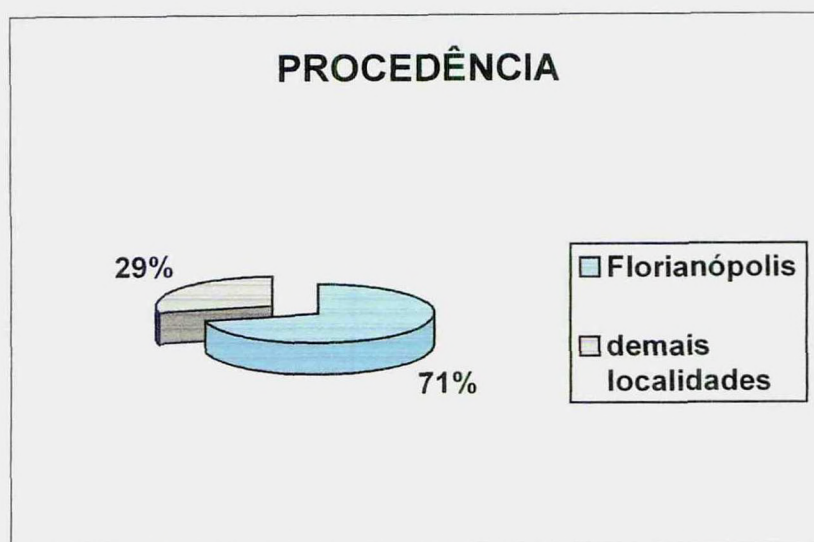 PROCEDÊNCIA
29%
71%
Florianópolis
demais
localidades